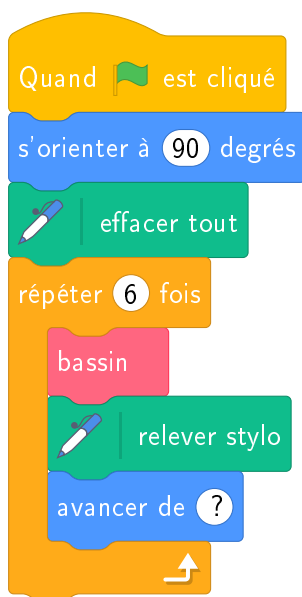 Quand est cliqué
s'orienter à 90 degrés
effacer tout
répéter 6 fois
bassin
relever stylo
avancer de ?